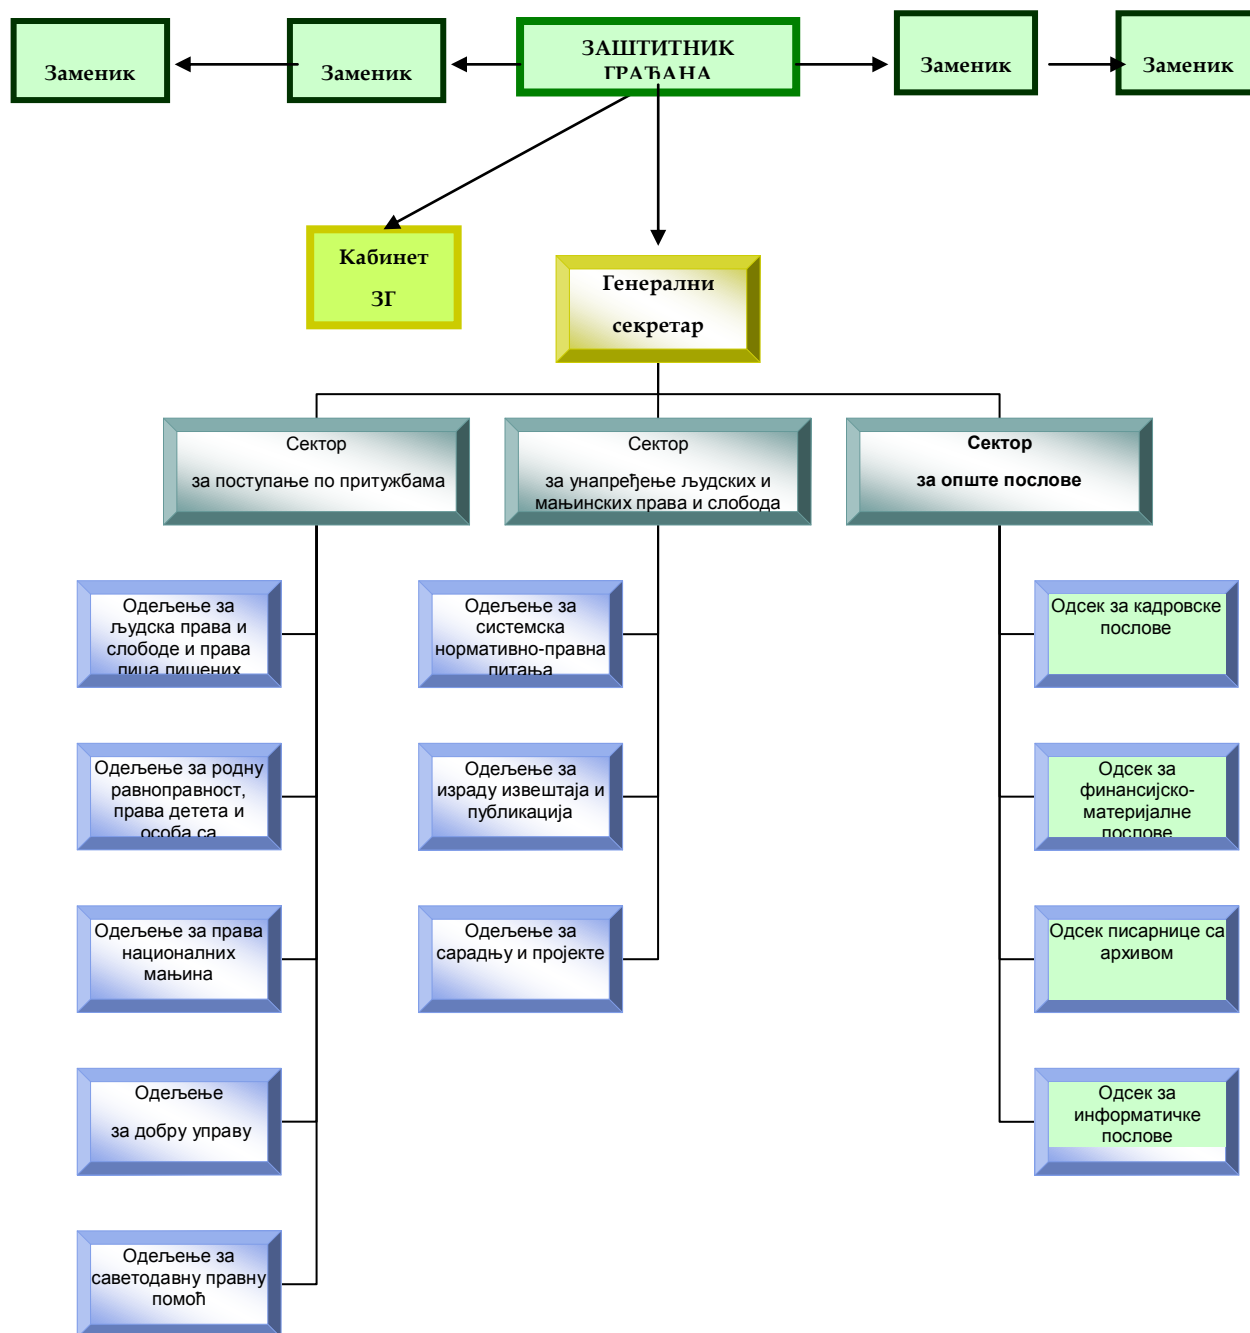 Заменик
Заменик
ЗАШТИТНИК
ГРАЂАНА
Заменик
Заменик
Кабинет
ЗГ
Генерални
секретар
Сектор
за поступање по притужбама
Сектор
за унапређење људских и
мањинских права и слобода
Сектор
за опште послове
Одељење за
људска права и
слободе и права
лица лишених
Одељење за родну
равноправност,
права детета и
особа са
Одељење за права
националних
мањина
Одељење
за добру управу
Одељење за
саветодавну правну
помоћ
Одељење за
системска
нормативно-правна
питања
Одељење за
израду извештаја и
публикација
Одељење за
сарадњу и пројекте
Одсек за кадровске
послове
Одсек за
финансијско-
материјалне
послове
Одсек писарнице са
архивом
Одсек за
информатичке
послове